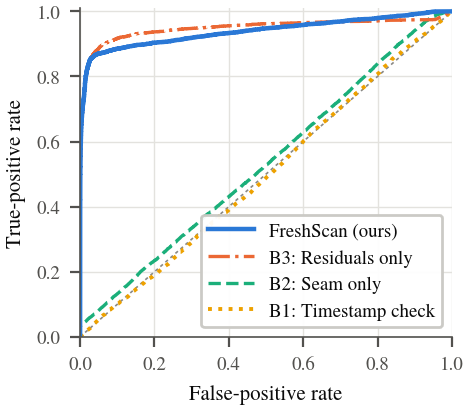 True-positive rate
1.0
0.8
0.6
0.4
0.2
0.0
FreshScan (ours)
B3: Residuals only
B2: Seam only
B1: Timestamp check
0.0 0.2 0.4 0.6 0.8 1.0
False-positive rate